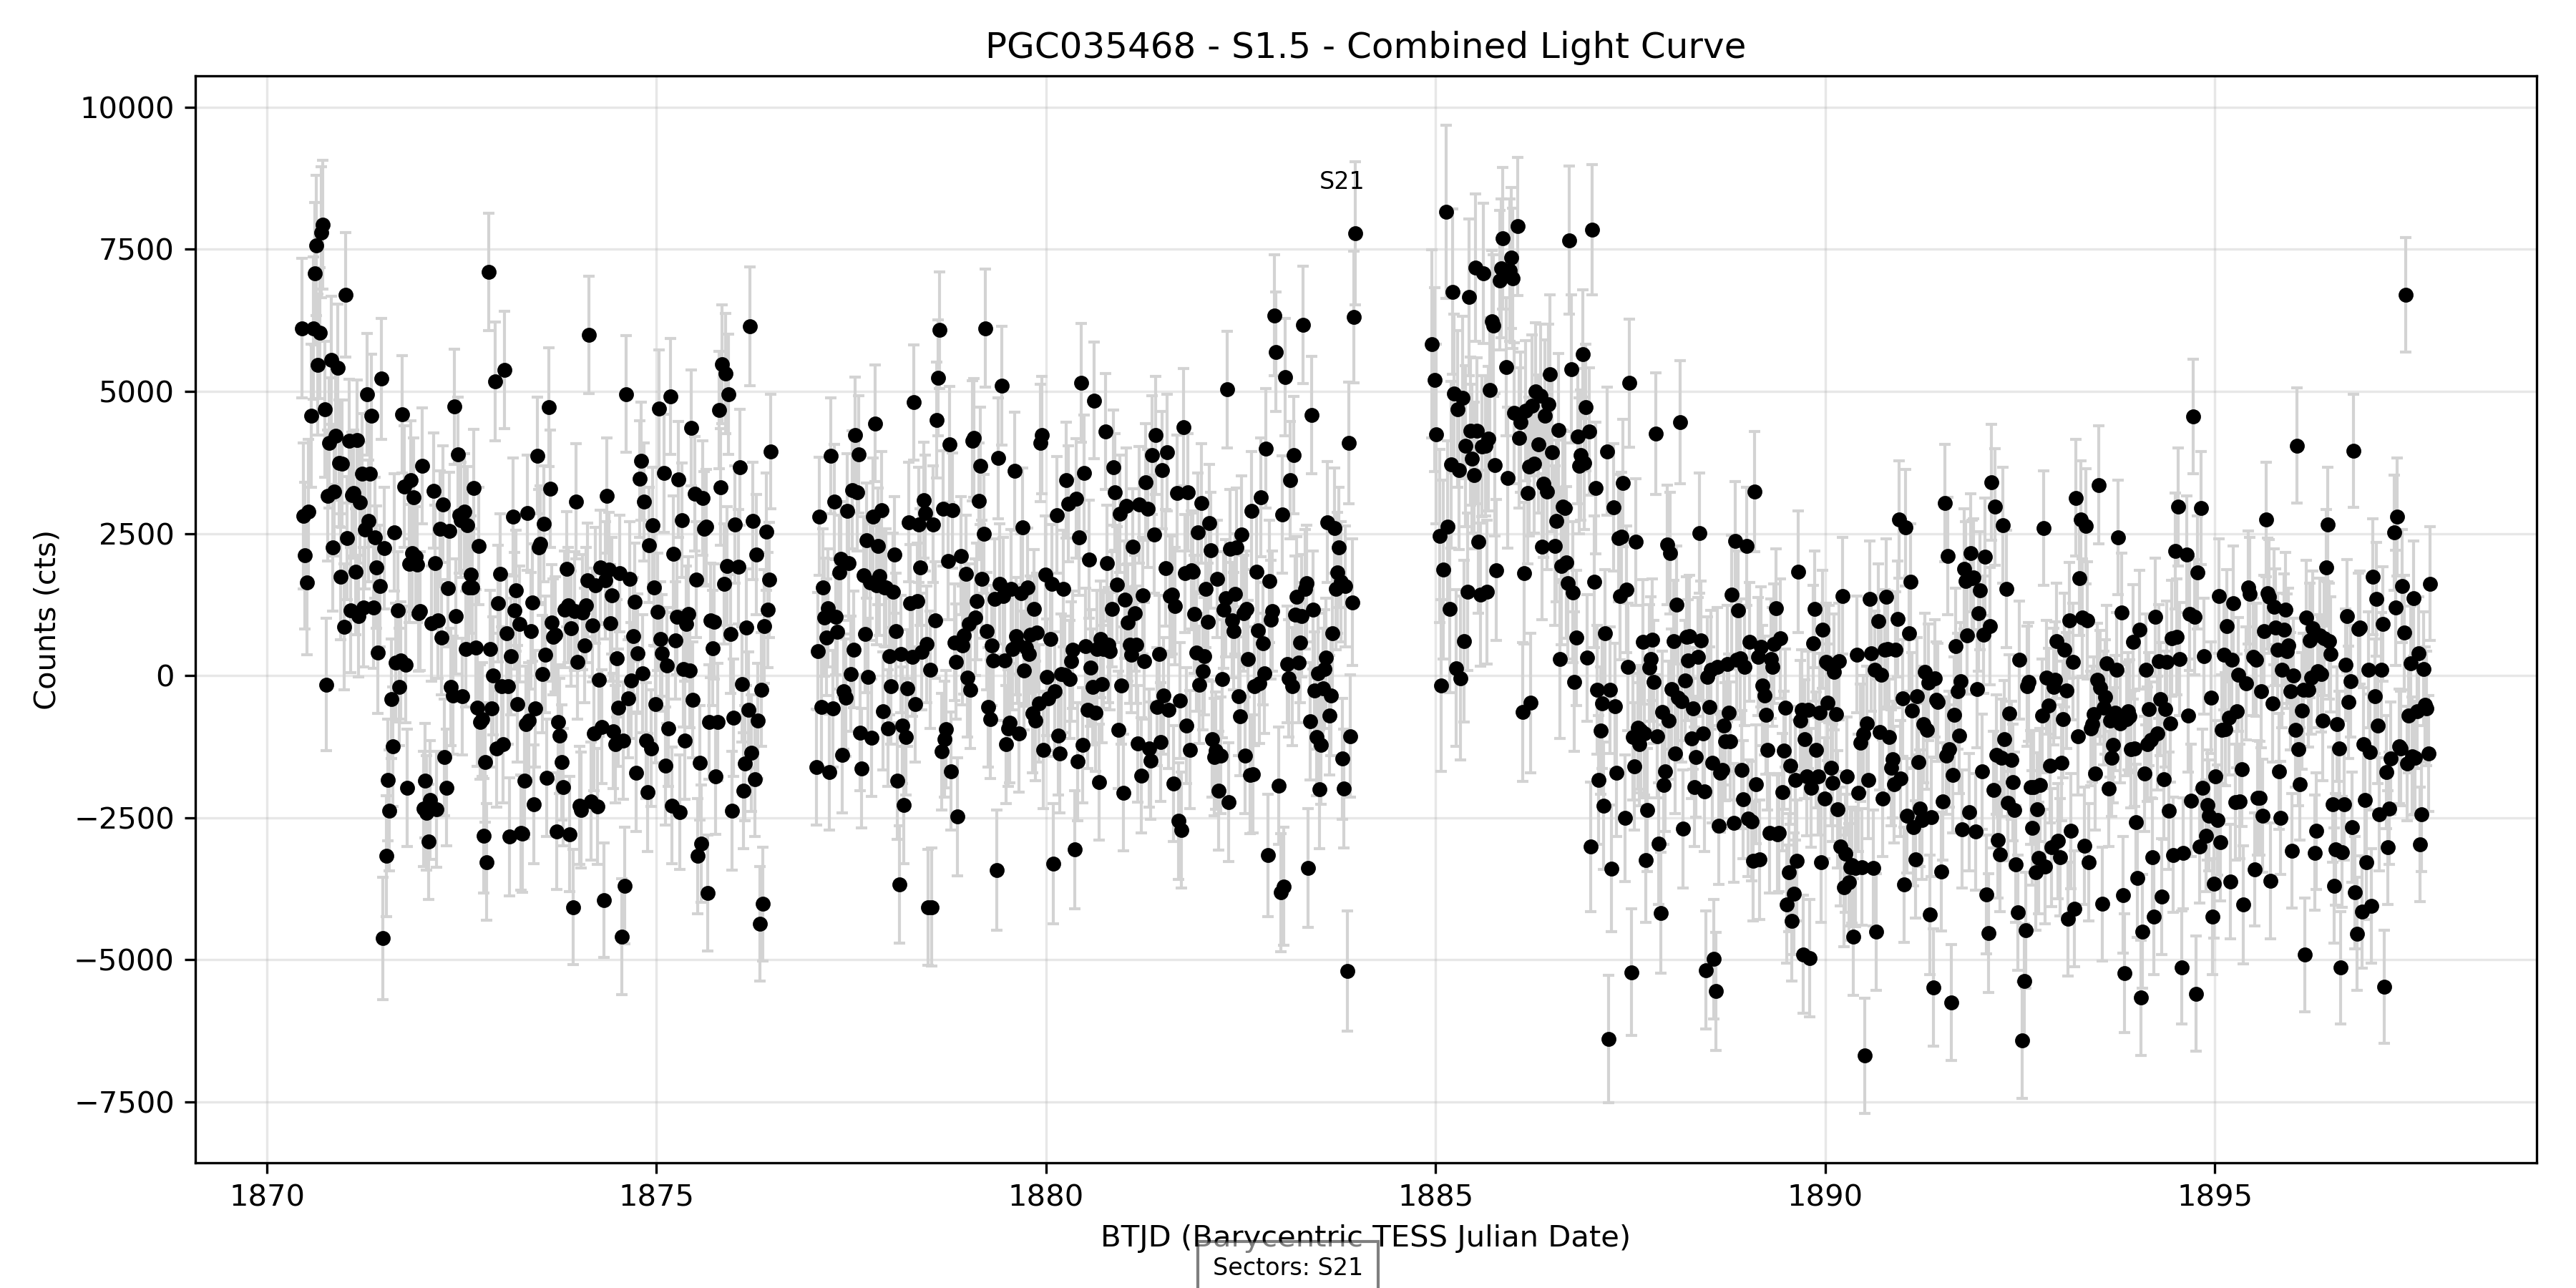 PGC035468 - S1.5 - Combined Light Curve
10000
7500
5000
2500
0
−2500
−5000
−7500
Counts (cts)
S21
1870
1875
1880
1885
1890
1895
BTJD (Barycentric TESS Julian Date)
Sectors: S21